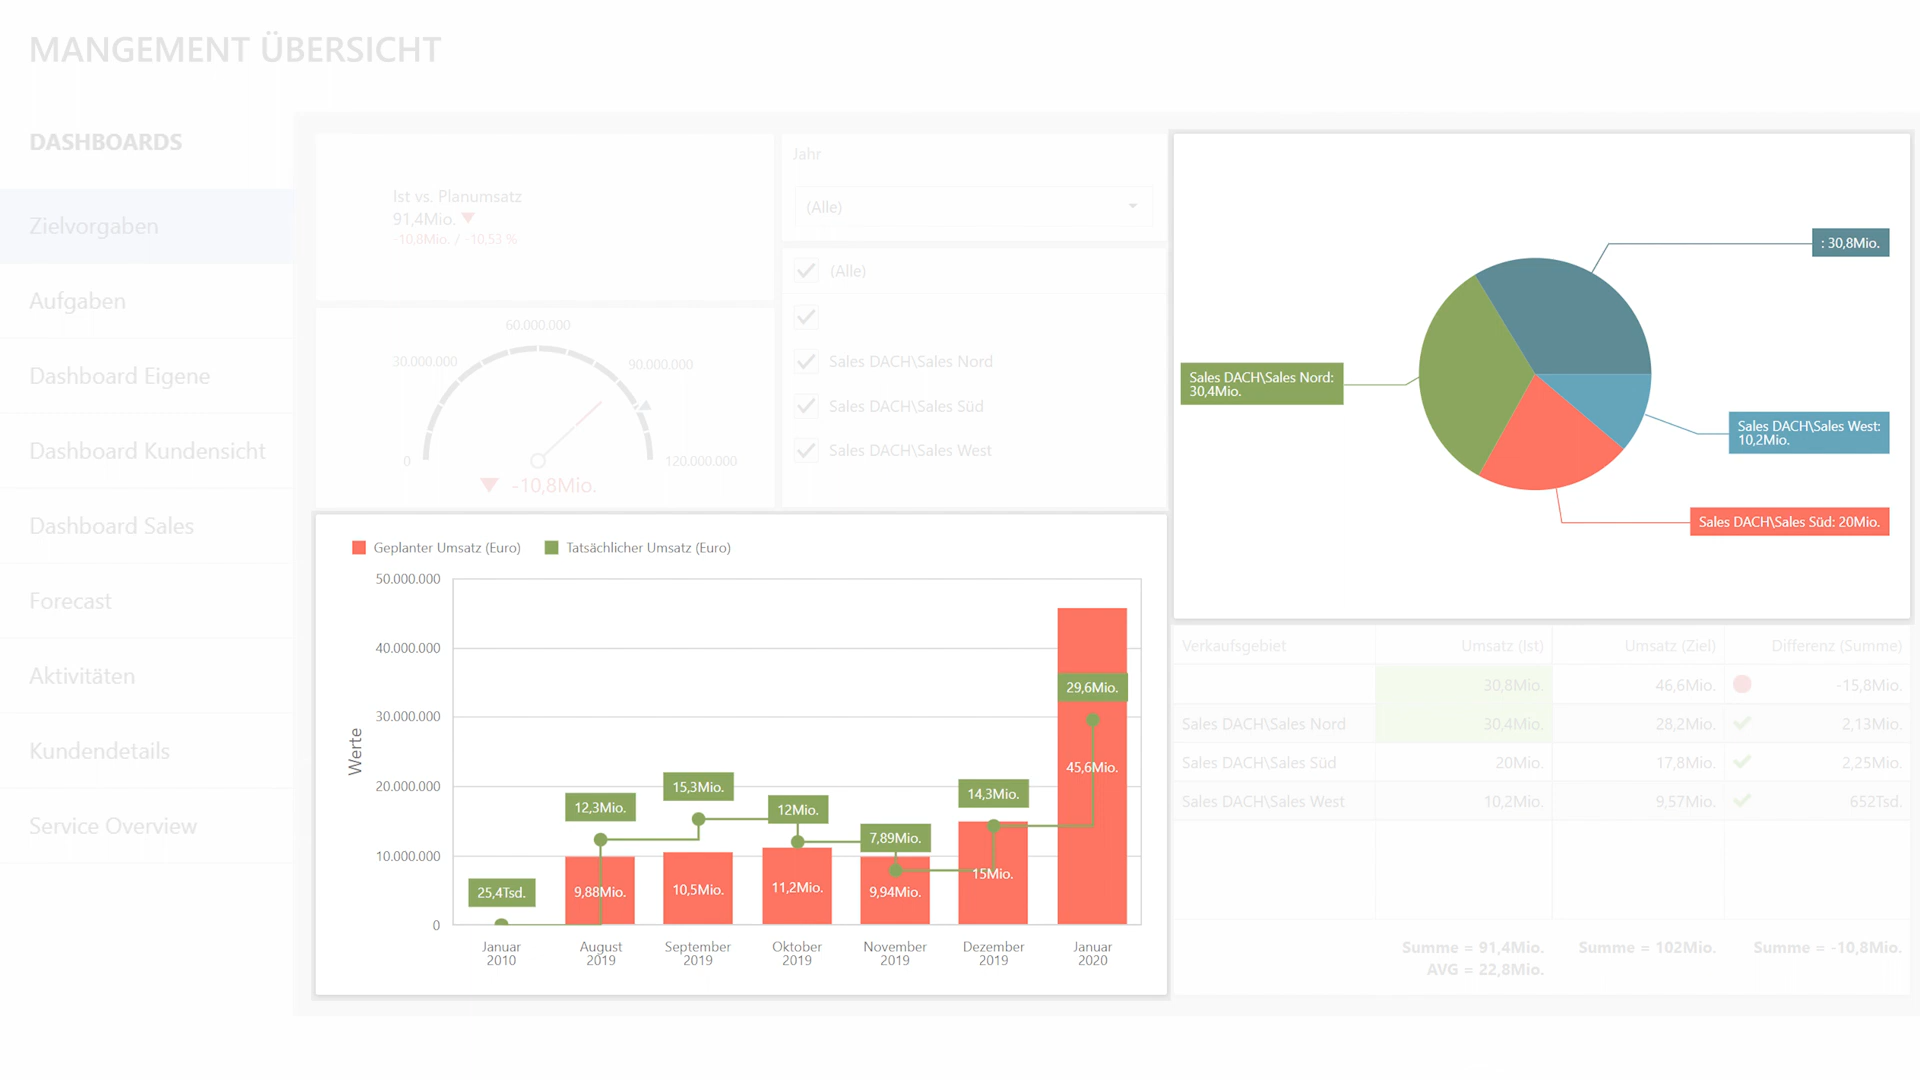 MANGEMENT ÜBERSICHT
DASHBOARDS
Zielvorgaben
Aufgaben
Dashboard Eigene
Dashboard Kundensicht
Dashboard Sales
Forecast
Aktivitäten
Kundendetails
Service Overview
Ist vs. Planumsatz
91,4Mio.
-10,8Mio. / -10,53 %
60.000.000
30.000.000
90.000.000
0
120.000.000
-10,8Mio.
Jahr
(Alle)
(Alle)
Sales DACH\Sales Nord
Sales DACH\Sales Süd
Sales DACH\Sales West
: 30,8Mio.
Sales DACH\Sales Nord:
30,4Mio.
Sales DACH\Sales West:
10,2Mio.
Sales DACH\Sales Süd: 20Mio.
Geplanter Umsatz (Euro)
Tatsächlicher Umsatz (Euro)
Werte
50.000.000
40.000.000
30.000.000
20.000.000
10.000.000
0
25,4Tsd.
12,3Mio.
15,3Mio.
12Mio.
7,89Mio.
14,3Mio.
29,6Mio.
9,88Mio.
10,5Mio.
11,2Mio.
9,94Mio.
15Mio.
45,6Mio.
Januar
2010
August
2019
September
2019
Oktober
2019
November
2019
Dezember
2019
Januar
2020
Verkaufsgebiet Umsatz (Ist) Umsatz (Ziel) Differenz (Summe)
30,8Mio. 46,6Mio. -15,8Mio.
Sales DACH\Sales Nord 30,4Mio. 28,2Mio. 2,13Mio.
Sales DACH\Sales Süd 20Mio. 17,8Mio. 2,25Mio.
Sales DACH\Sales West 10,2Mio. 9,57Mio. 652Tsd.
Summe = 91,4Mio. Summe = 102Mio. Summe = -10,8Mio.
AVG = 22,8Mio.